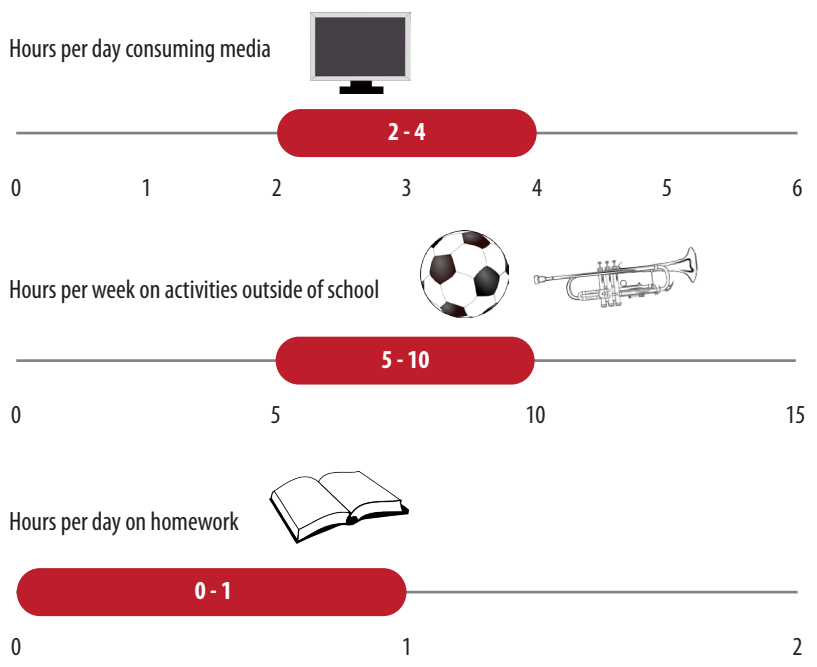 Hours per day consuming media
2 - 4
0 1 2 3 4 5 6
Hours per week on activities outside of school
5 - 10
0 5 10 15
Hours per day on homework
0 - 1
0 1 2